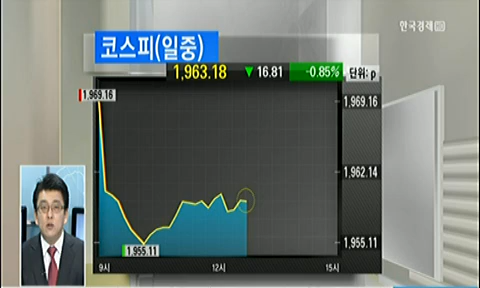 한국경제HD
코스피(일중)
1,963.18 ▼ 16.81 -0.85% 단위: p
1,969.16 1,969.16
1,962.14
1,955.11 1,955.11
9시 12시 15시